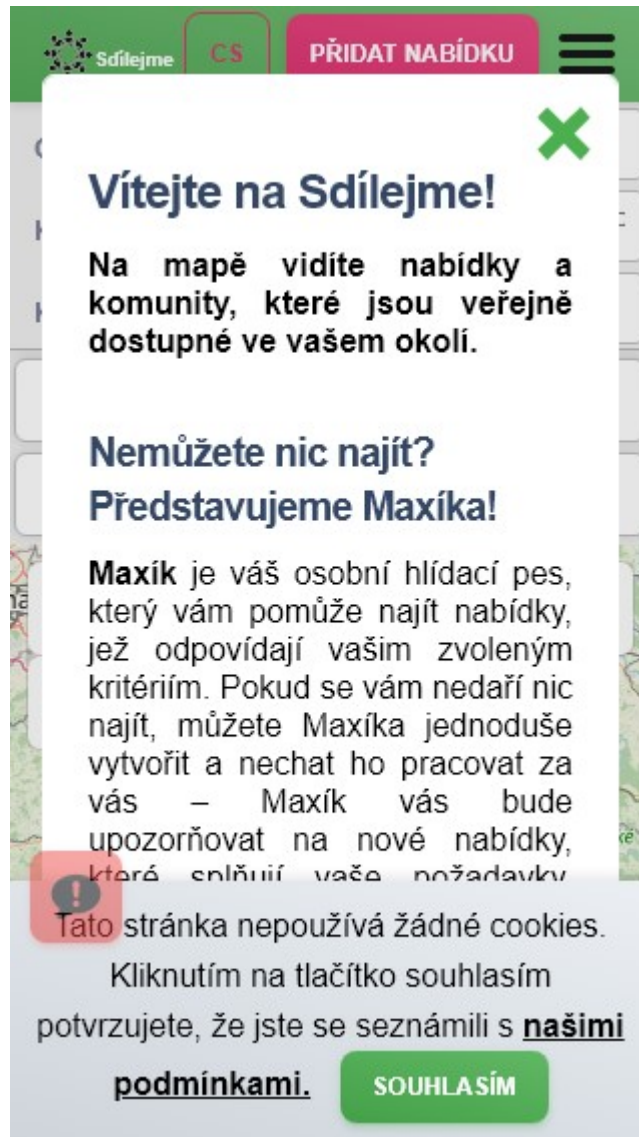 Sdílejme CS PŘIDAT NABÍDKU
Vítejte na Sdílejme!
Na mapě vidíte nabídky a
komunity, které jsou veřejně
dostupné ve vašem okolí.
Nemůžete nic najít?
Představujeme Maxíka!
Maxík je váš osobní hlídací pes,
který vám pomůže najít nabídky,
jež odpovídají vašim zvoleným
kritériím. Pokud se vám nedaří nic
najít, můžete Maxíka jednoduše
vytvořit a nechat ho pracovat za
vás – Maxík vás bude
upozorňovat na nové nabídky,
které splňují vaše požadavky.
Tato stránka nepoužívá žádné cookies.
Kliknutím na tlačítko souhlasím
potvrzujete, že jste se seznámili s našimi
podmínkami. SOUHLASÍM